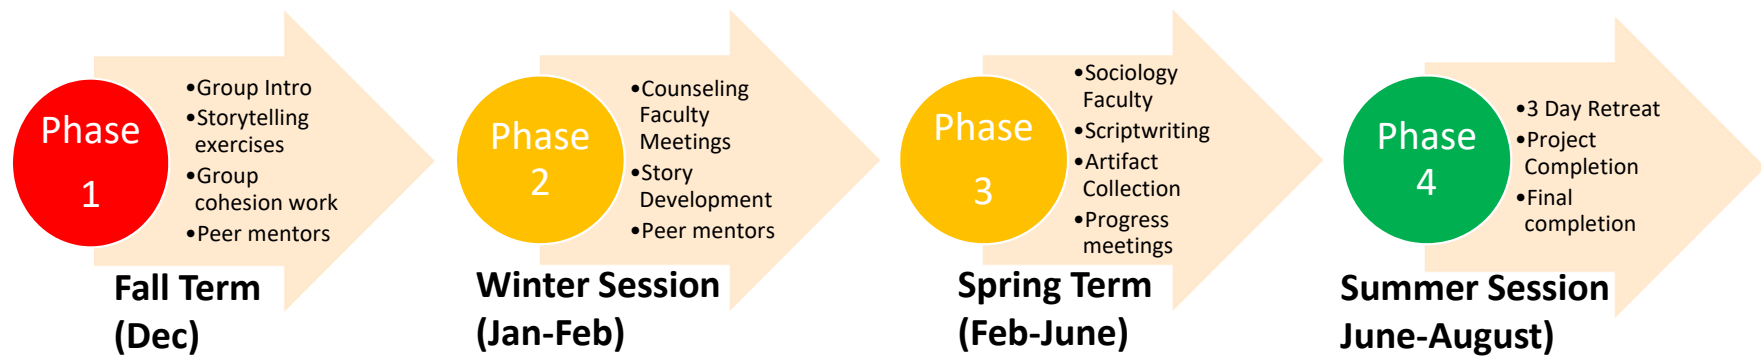 Phase
1
•Group Intro
•Storytelling
exercises
•Group
cohesion work
•Peer mentors
Fall Term
(Dec)
Phase
2
•Counseling
Faculty
Meetings
•Story
Development
•Peer mentors
Winter Session
(Jan-Feb)
Phase
3
•Sociology
Faculty
•Scriptwriting
•Artifact
Collection
•Progress
meetings
Spring Term
(Feb-June)
Phase
4
•3 Day Retreat
•Project
Completion
•Final
completion
Summer Session
June-August)